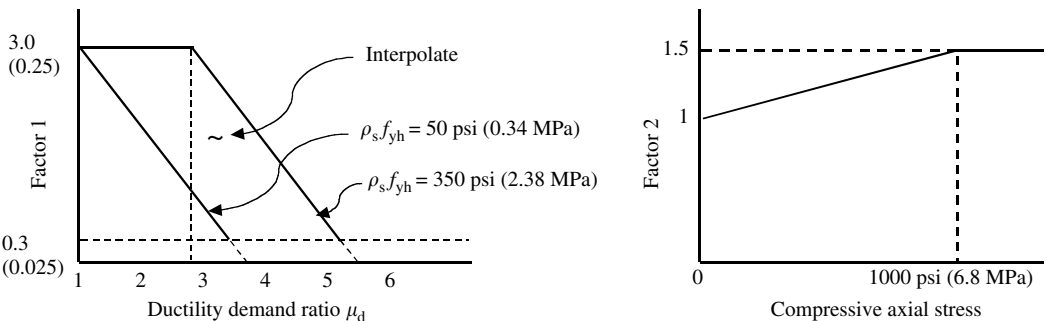 3.0
(0.25)
Factor 1
0.3
(0.025)
1 2 3 4 5 6
Ductility demand ratio μd
Interpolate
~
ρsfyh = 50 psi (0.34 MPa)
ρsfyh = 350 psi (2.38 MPa)
1.5
1
Factor 2
0
1000 psi (6.8 MPa)
Compressive axial stress